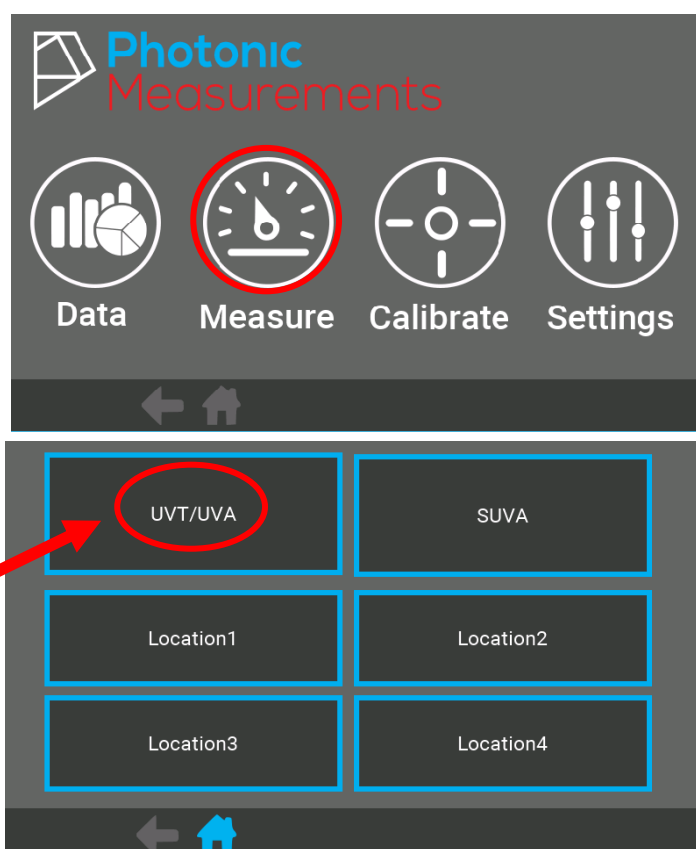 Photonic
Measurements
Data Measure Calibrate Settings
UVT/UVA SUVA
Location1 Location2
Location3 Location4